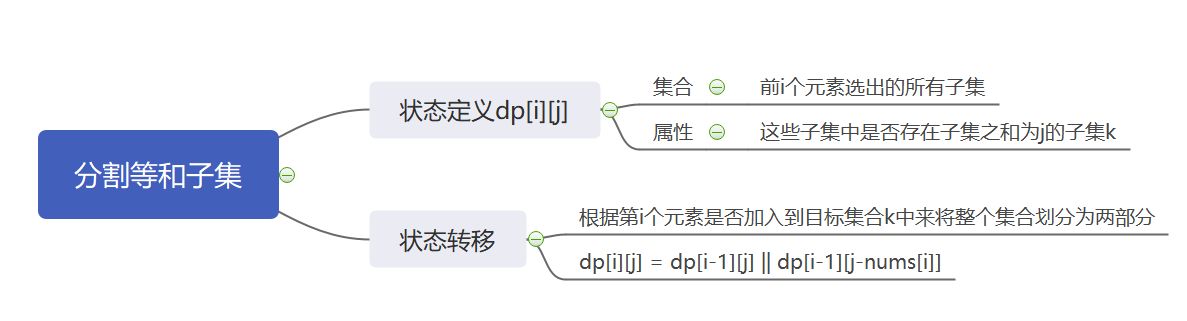 分割等和子集
状态定义dp[i][j]
集合
前i个元素选出的所有子集
属性
这些子集中是否存在子集之和为j的子集k
状态转移
根据第i个元素是否加入到目标集合k中来将整个集合划分为两部分
dp[i][j] = dp[i-1][j] || dp[i-1][j-nums[i]]